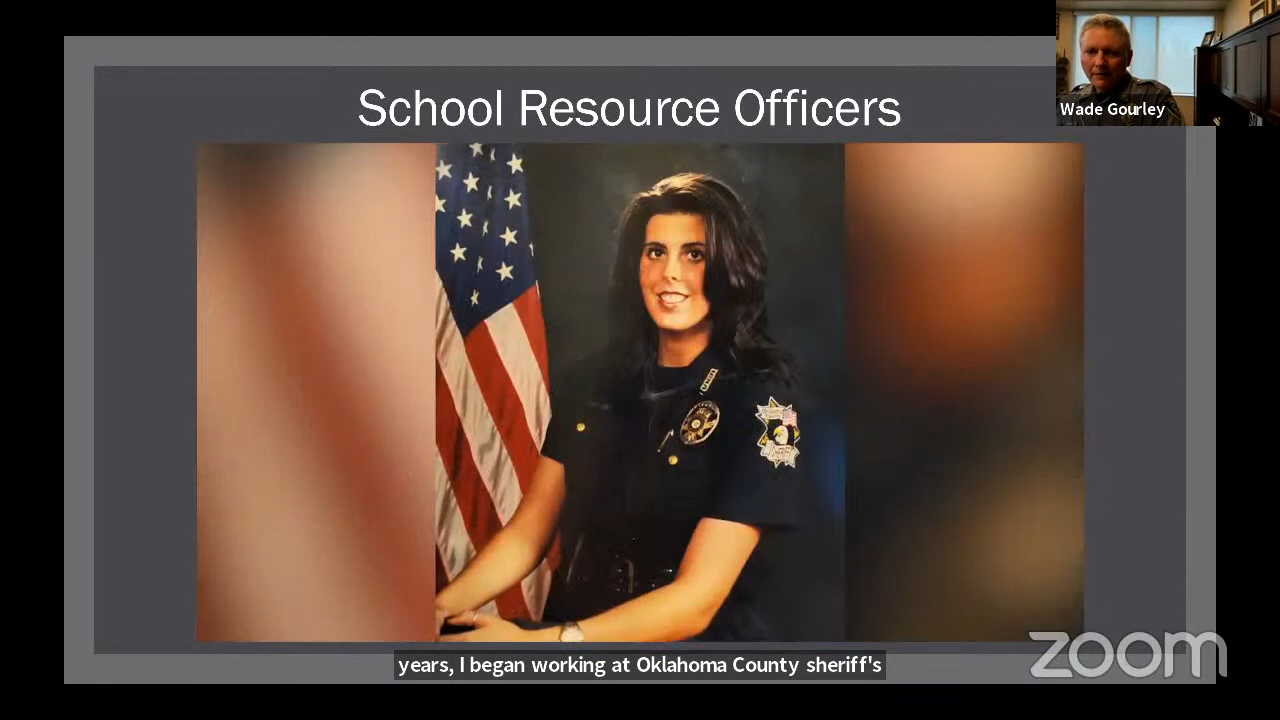 School Resource Officers
Wade Gourley
years, I began working at Oklahoma County sheriff's
zoom